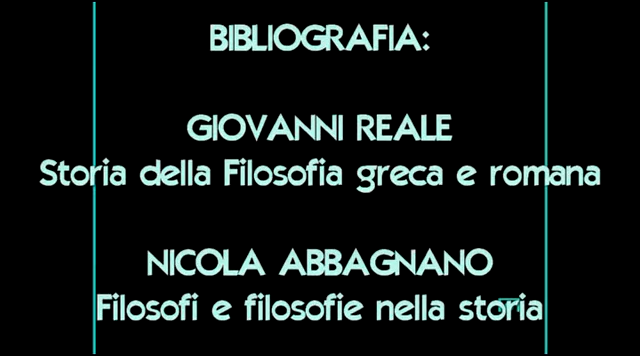 BIBLIOGRAFIA:
GIOVANNI REALE
Storia della Filosofia greca e romana
NICOLA ABBAGNANO
Filosofi e filosofie nella storia